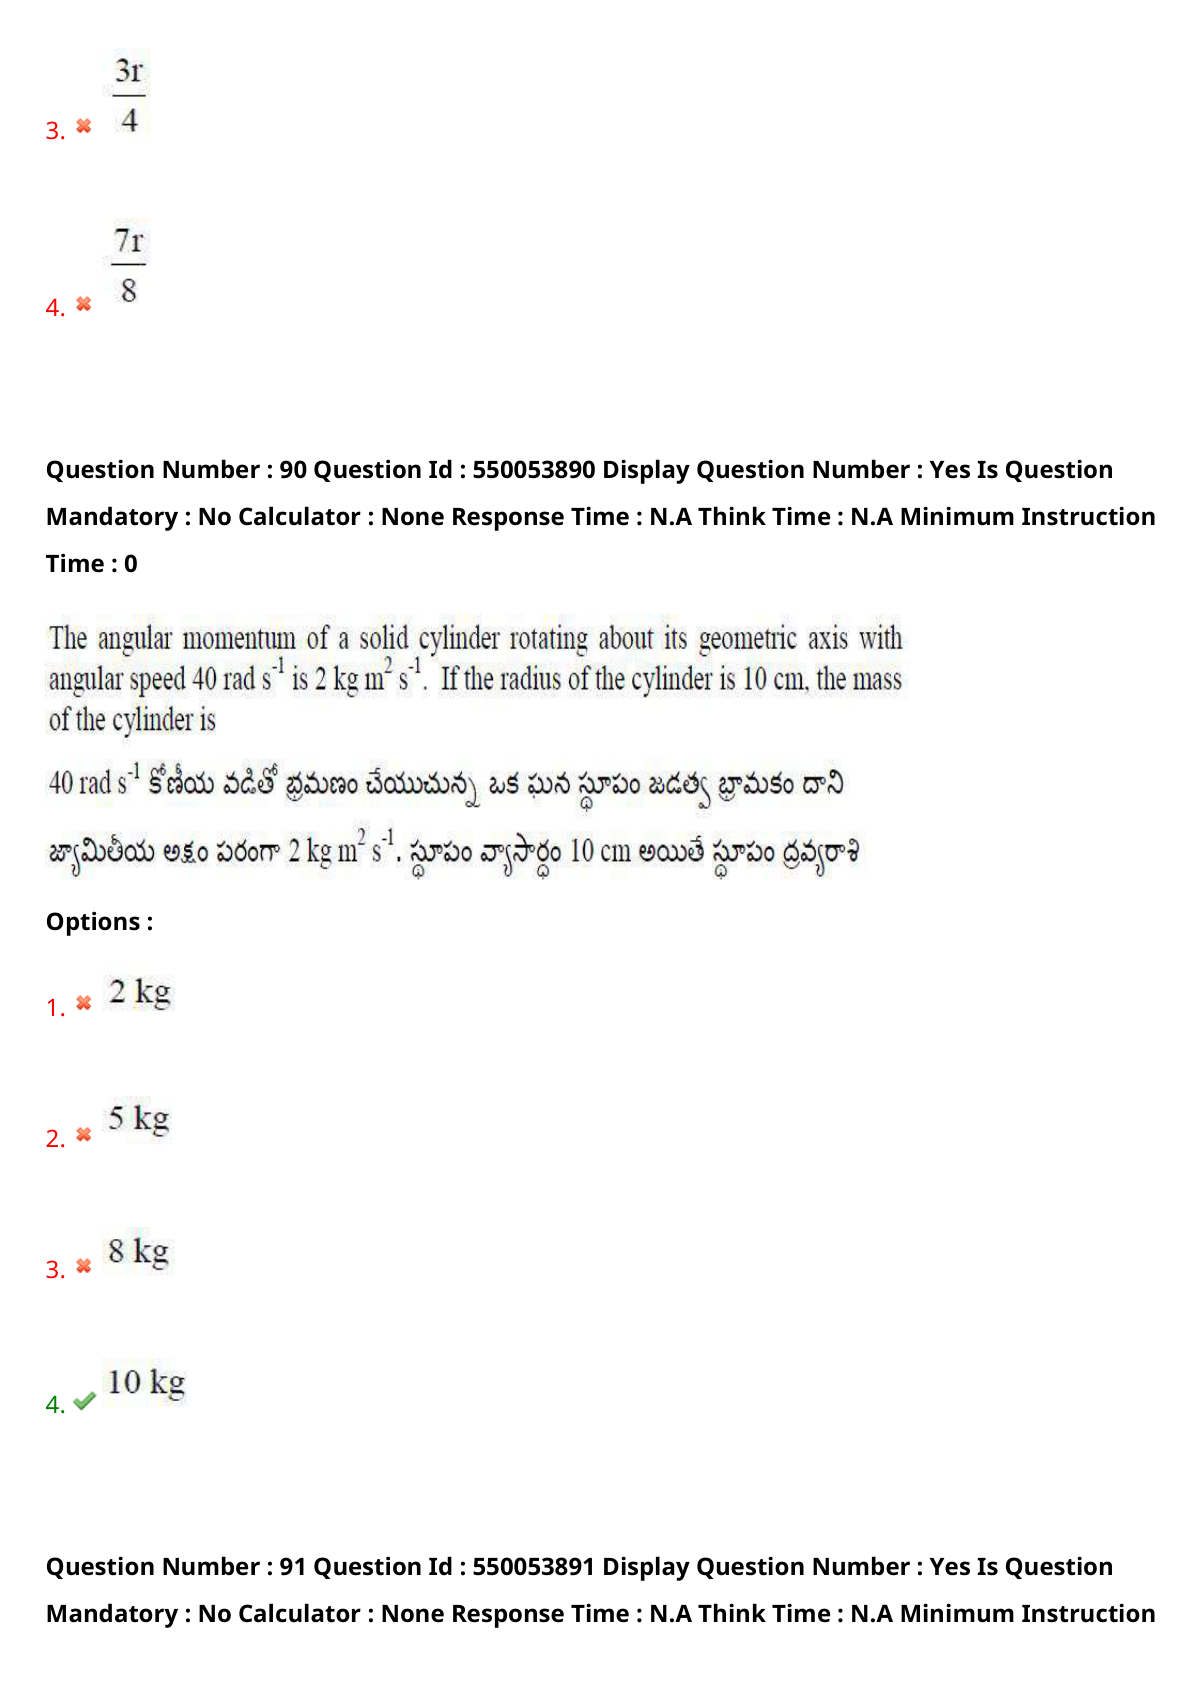 3r
3. 4
7r
4. 8
Question Number : 90 Question Id : 550053890 Display Question Number : Yes Is Question
Mandatory : No Calculator : None Response Time : N.A Think Time : N.A Minimum Instruction
Time : 0
The angular momentum of a solid cylinder rotating about its geometric axis with
angular speed 40 rad s⁻¹ is 2 kg m² s⁻¹. If the radius of the cylinder is 10 cm, the mass
of the cylinder is
40 rad s⁻¹ కోణీయ వడితో భ్రమణం చేయుచున్న ఒక ఘన స్థూపం జడత్వ భ్రామకం దాని
జ్యామితీయ అక్షం పరంగా 2 kg m² s⁻¹. స్థూపం వ్యాసార్ధం 10 cm అయితే స్థూపం ద్రవ్యరాశి
Options :
1. 2 kg
2. 5 kg
3. 8 kg
4. 10 kg
Question Number : 91 Question Id : 550053891 Display Question Number : Yes Is Question
Mandatory : No Calculator : None Response Time : N.A Think Time : N.A Minimum Instruction